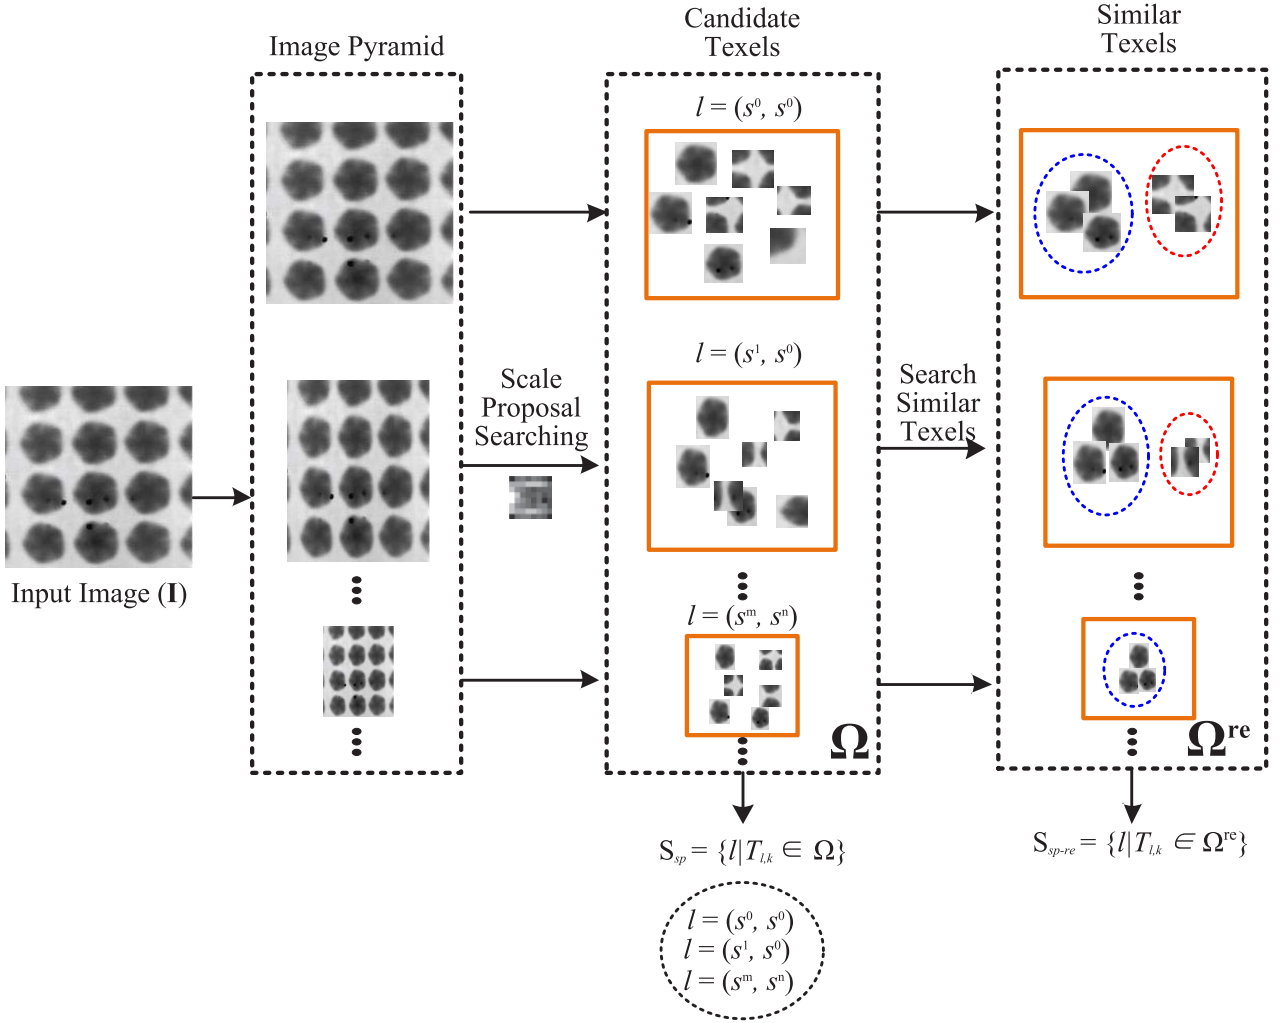 Image Pyramid
Candidate
Texels
Similar
Texels
l = (s⁰, s⁰)
l = (s¹, s⁰)
Scale
Proposal
Searching
Search
Similar
Texels
Input Image (I)
l = (sᵐ, sⁿ)
Ω
Ωʳᵉ
S_sp = {l|T_l,k ∈ Ω}
S_sp-re = {l|T_l,k ∈ Ωʳᵉ}
l = (s⁰, s⁰)
l = (s¹, s⁰)
l = (sᵐ, sⁿ)